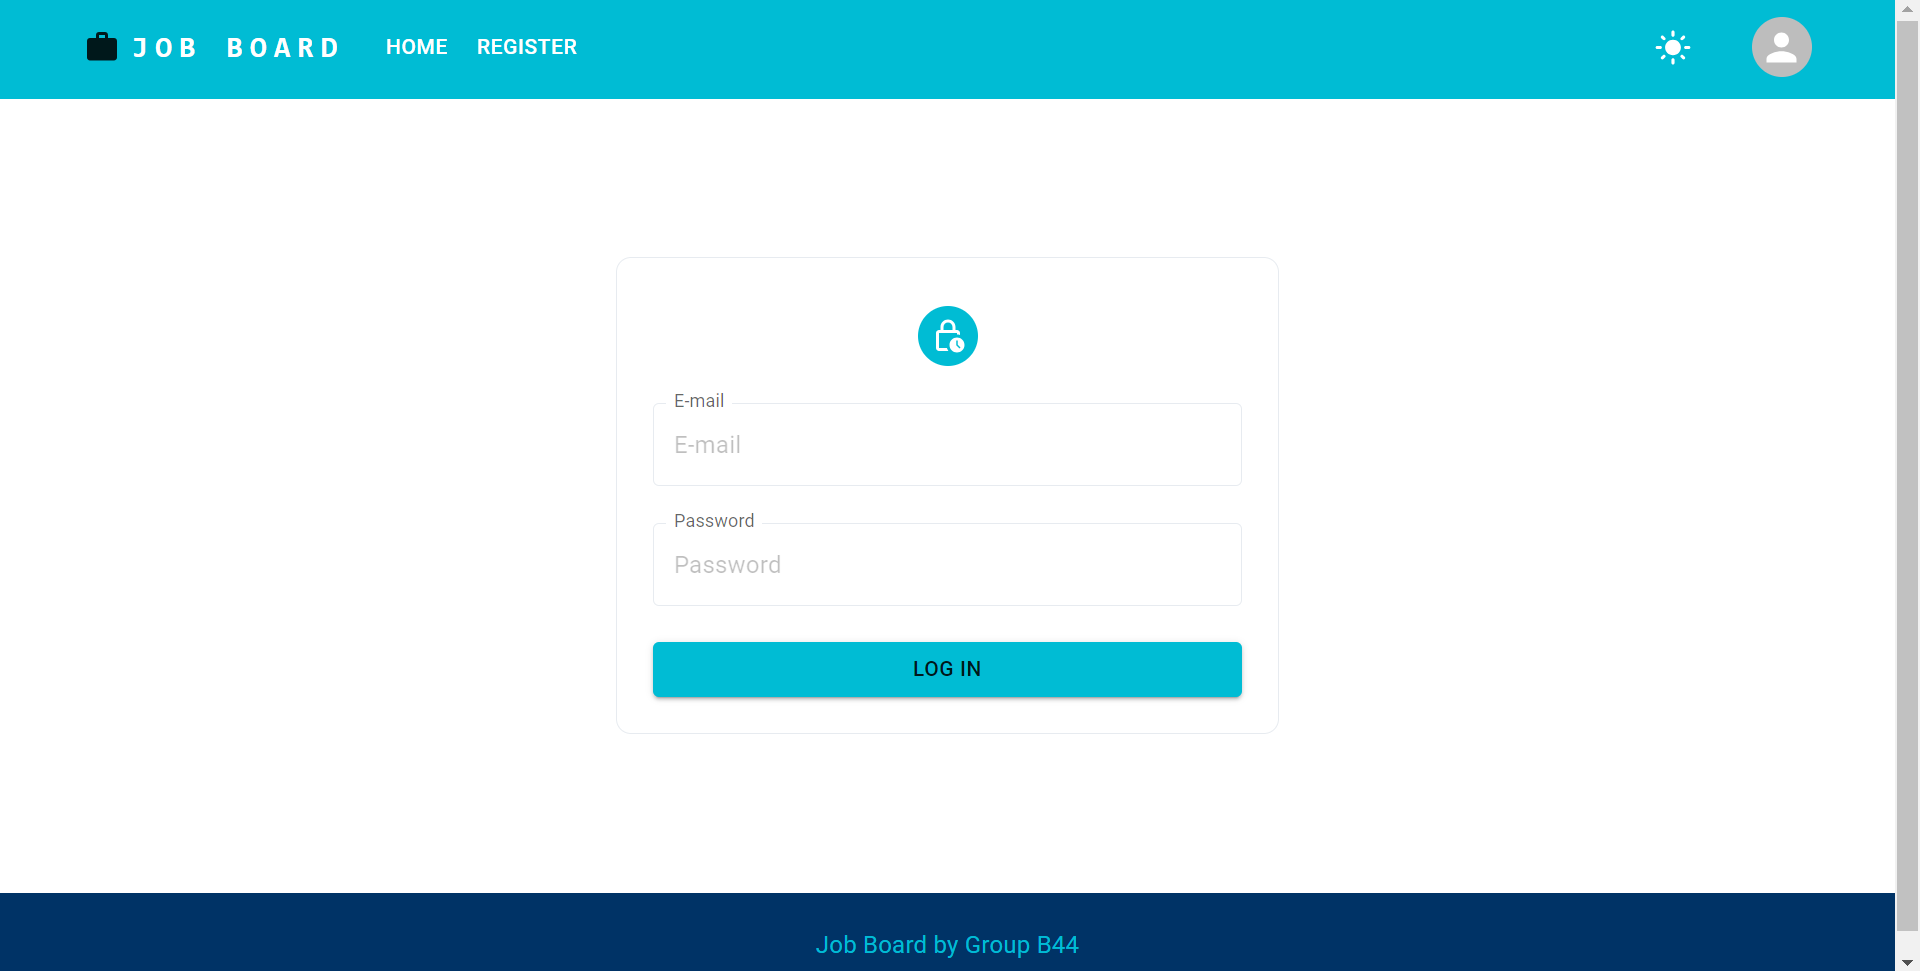 JOB BOARD HOME REGISTER
E-mail
E-mail
Password
Password
LOG IN
Job Board by Group B44